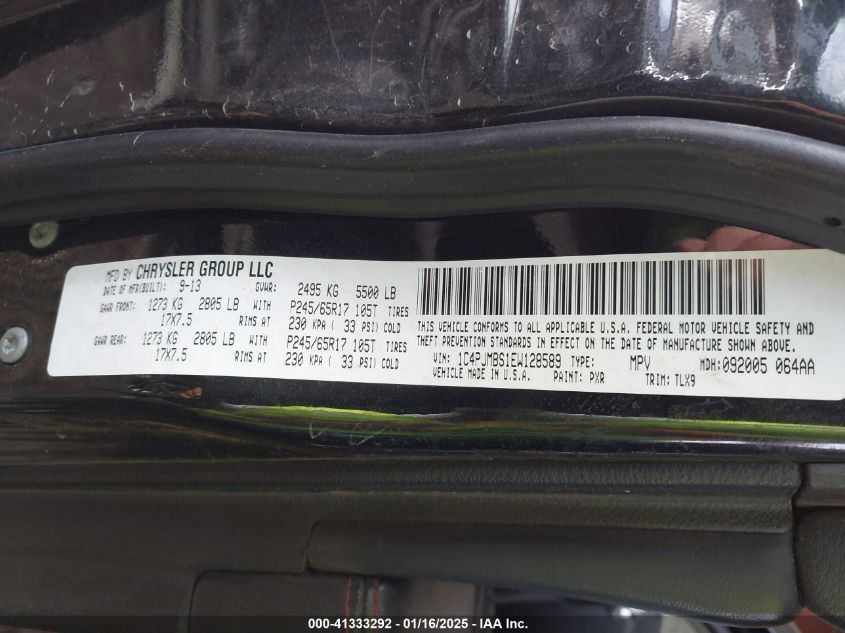 MFD BY CHRYSLER GROUP LLC
DATE OF MFR(BUILT): 9-13 GVWR: 2495 KG 5500 LB
GAWR FRONT: 1273 KG 2805 LB WITH P245/65R17 105T TIRES
17X7.5 RIMS AT 230 KPA ( 33 PSI) COLD
GAWR REAR: 1273 KG 2805 LB WITH P245/65R17 105T TIRES
17X7.5 RIMS AT 230 KPA ( 33 PSI) COLD
THIS VEHICLE CONFORMS TO ALL APPLICABLE U.S.A. FEDERAL MOTOR VEHICLE SAFETY AND
THEFT PREVENTION STANDARDS IN EFFECT ON THE DATE OF MANUFACTURE SHOWN ABOVE.
VIN: 1C4PJMBS1EW128589 TYPE: MPV MDH:092005 064AA
VEHICLE MADE IN U.S.A. PAINT: PXR TRIM: TLX9
000-41333292 - 01/16/2025 - IAA Inc.